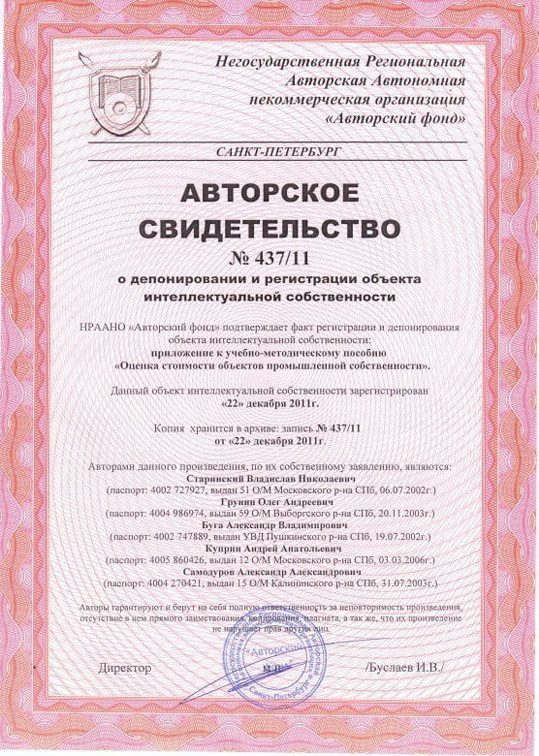 Негосударственная Региональная
Авторская Автономная
некоммерческая организация
«Авторский фонд»
САНКТ-ПЕТЕРБУРГ
АВТОРСКОЕ
СВИДЕТЕЛЬСТВО
№ 437/11
о депонировании и регистрации объекта
интеллектуальной собственности
НРААНО «Авторский фонд» подтверждает факт регистрации и депонирования
объекта интеллектуальной собственности:
приложение к учебно-методическому пособию
«Оценка стоимости объектов промышленной собственности».
Данный объект интеллектуальной собственности зарегистрирован
«22» декабря 2011г.
Копия хранится в архиве: запись № 437/11
от «22» декабря 2011г.
Авторами данного произведения, по их собственному заявлению, являются:
Старинский Владислав Николаевич
(паспорт: 4002 727927, выдан 51 О/М Московского р-на СПб, 06.07.2002г.)
Грунин Олег Андреевич
(паспорт: 4004 986974, выдан 59 О/М Выборгского р-на СПб, 20.11.2003г.)
Буга Александр Владимирович
(паспорт: 4002 747889, выдан УВД Пушкинского р-на СПб, 19.07.2002г.)
Куприн Андрей Анатольевич
(паспорт: 4005 860426, выдан 12 О/М Московского р-на СПб, 03.03.2006г.)
Самодуров Александр Александрович
(паспорт: 4004 270421, выдан 15 О/М Калининского р-на СПб, 31.07.2003г.)
Авторы гарантируют и берут на себя полную ответственность за неповторимость произведения,
отсутствие в нем прямого заимствования, копирования, плагиата, а так же, что их произведение
не нарушает прав других лиц
Директор м.п. /Буслаев И.В./
«Авторский
Санкт-Петербург